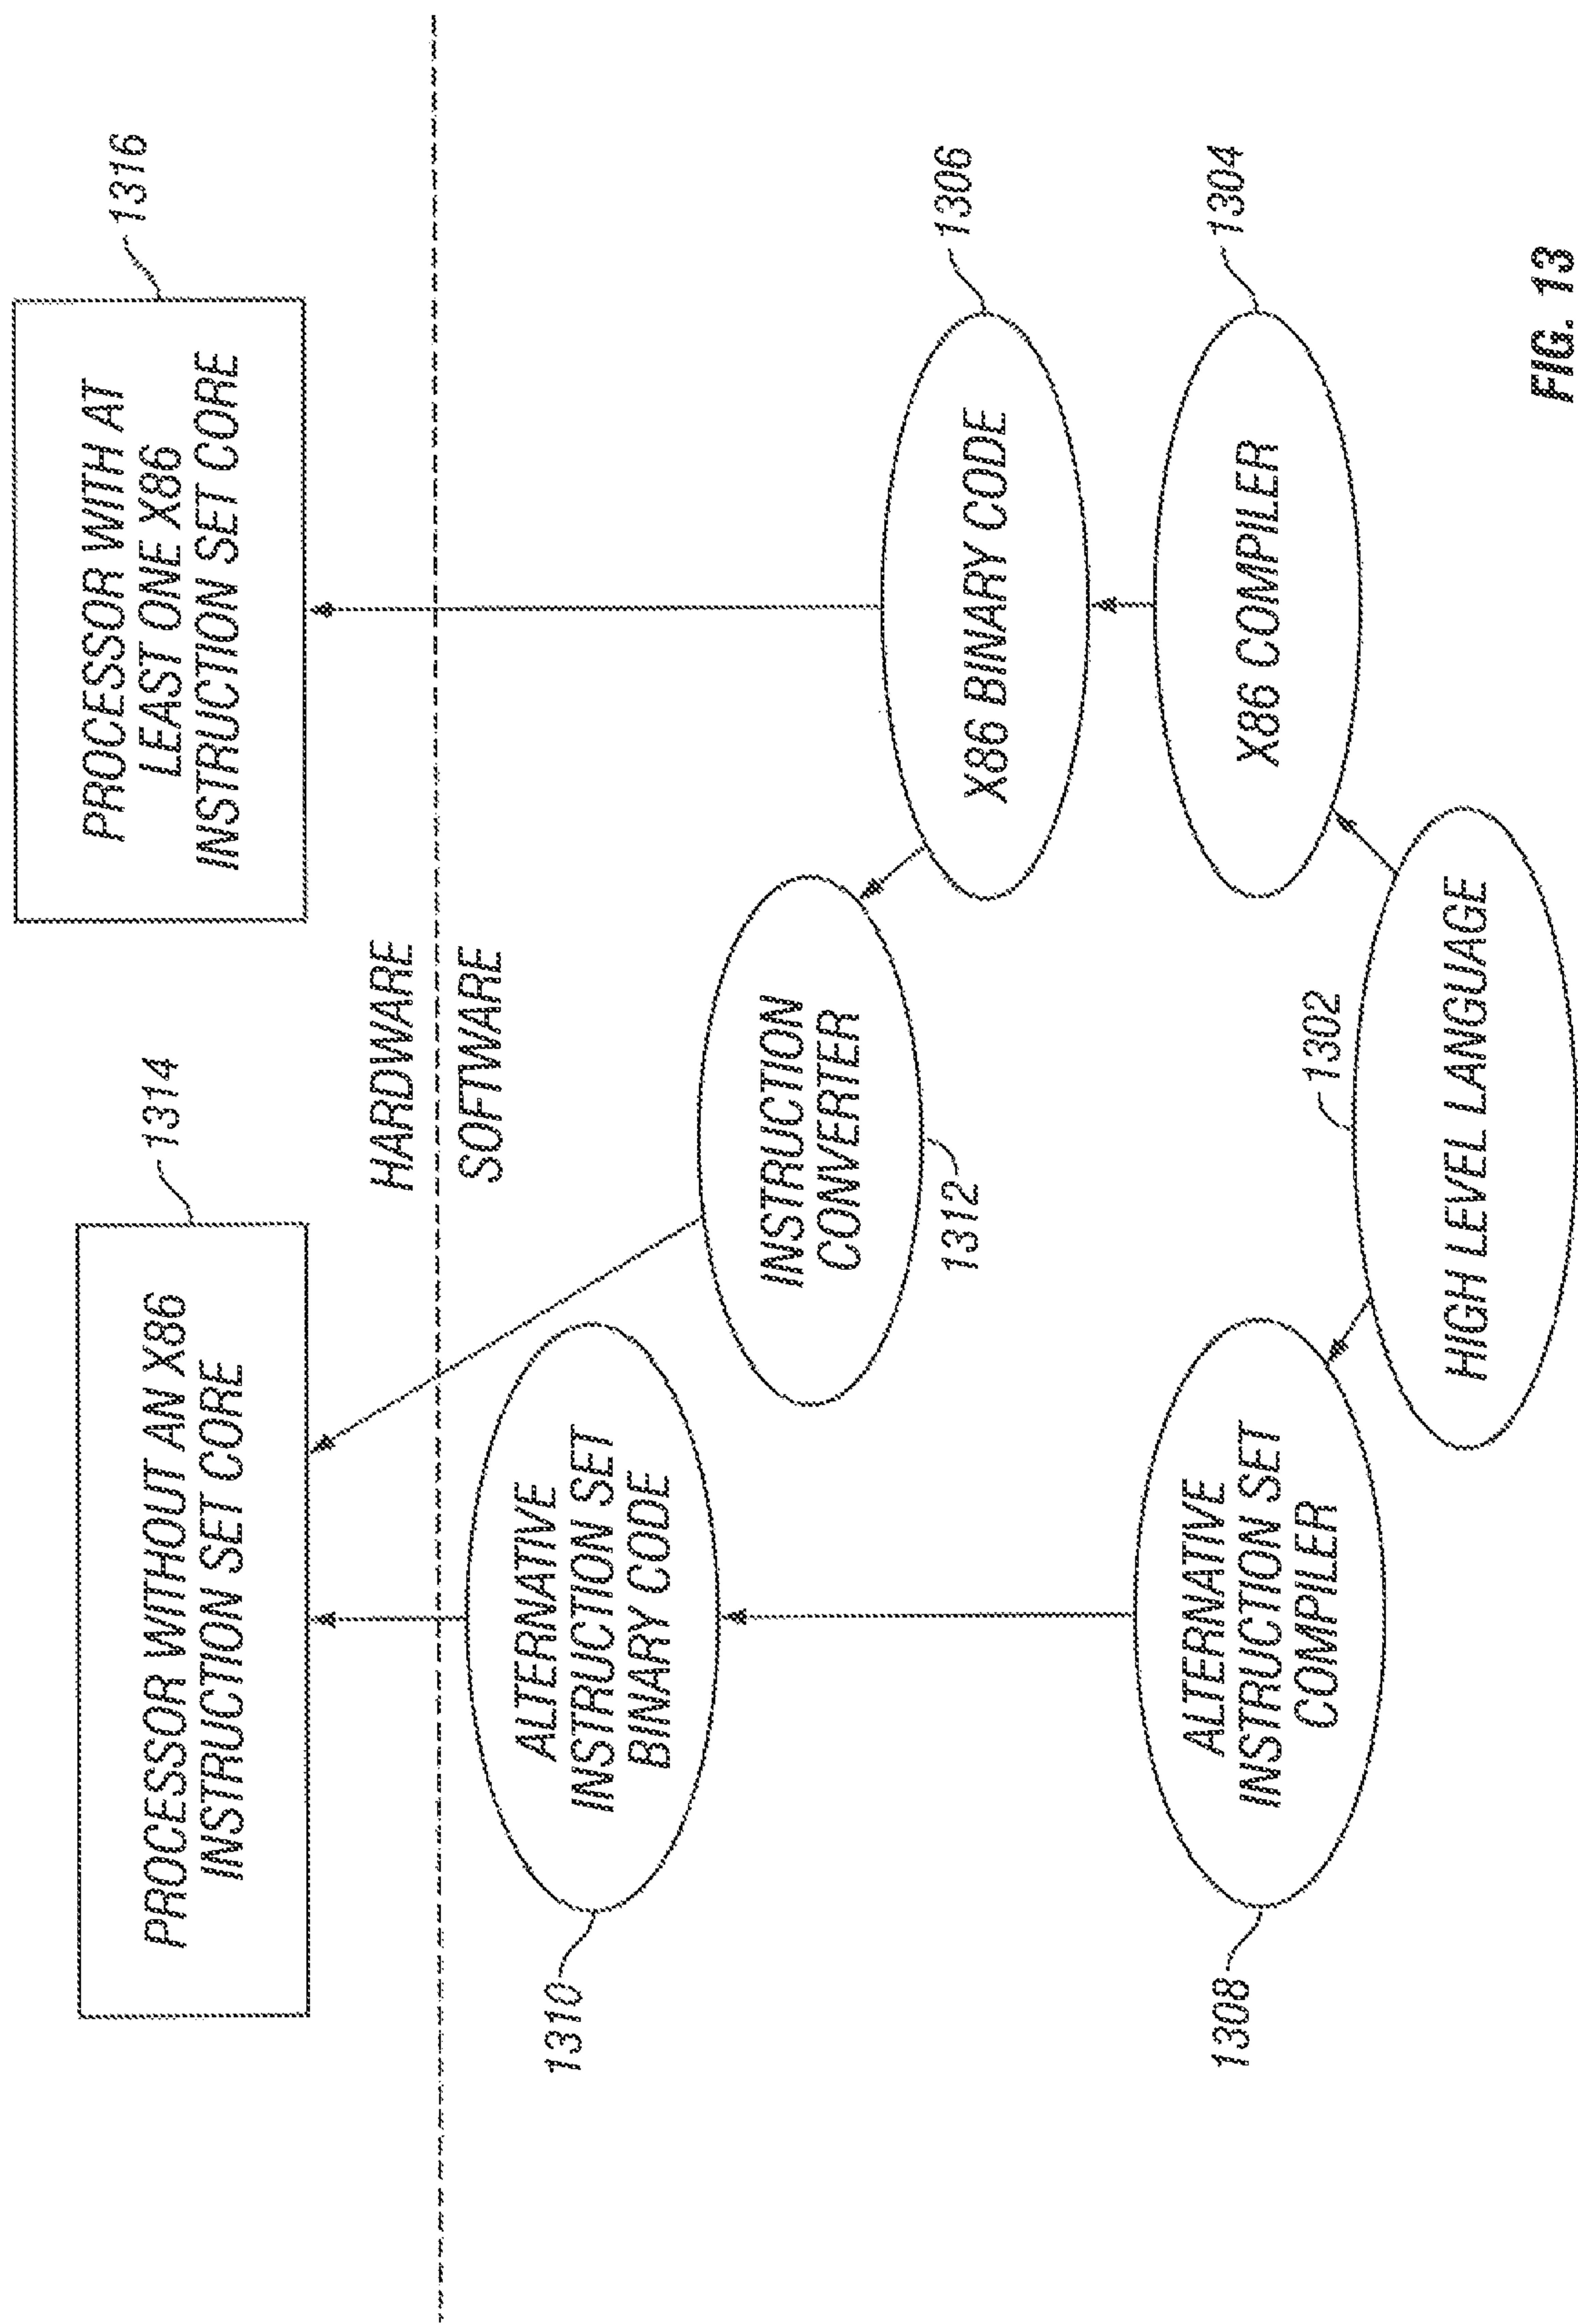 PROCESSOR WITHOUT AN X86
INSTRUCTION SET CORE
1314
PROCESSOR WITH AT
LEAST ONE X86
INSTRUCTION SET CORE
1316
HARDWARE
SOFTWARE
1310
ALTERNATIVE
INSTRUCTION SET
BINARY CODE
INSTRUCTION
CONVERTER
1312
X86 BINARY CODE
1306
1308
ALTERNATIVE
INSTRUCTION SET
COMPILER
X86 COMPILER
1304
1302
HIGH LEVEL LANGUAGE
FIG. 13